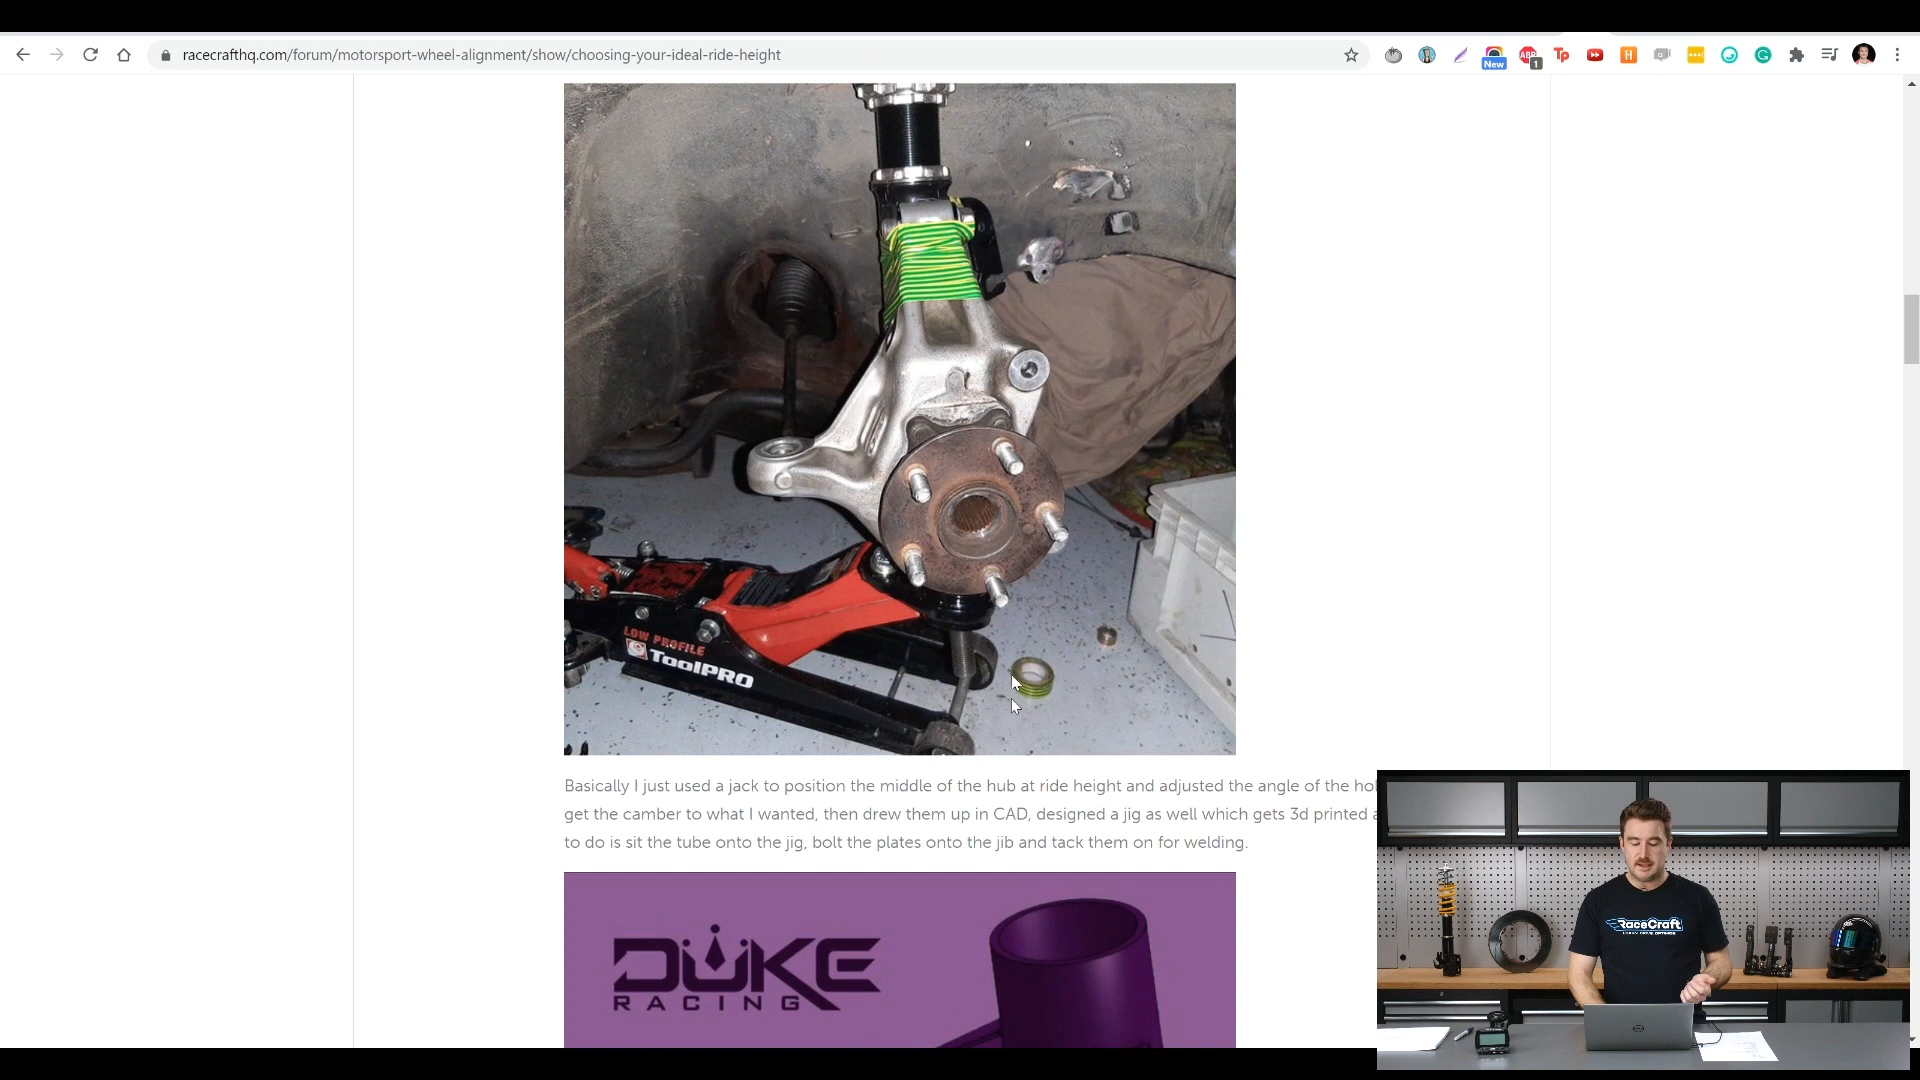 racecrafthq.com/forum/motorsport-wheel-alignment/show/choosing-your-ideal-ride-height
New
ABP
1
Tp
H
LOW PROFILE
TOOLPRO
Basically I just used a jack to position the middle of the hub at ride height and adjusted the angle of the
get the camber to what I wanted, then drew them up in CAD, designed a jig as well which gets 3d printed
to do is sit the tube onto the jig, bolt the plates onto the jib and tack them on for welding.
DUKE
RACING
RaceCraft